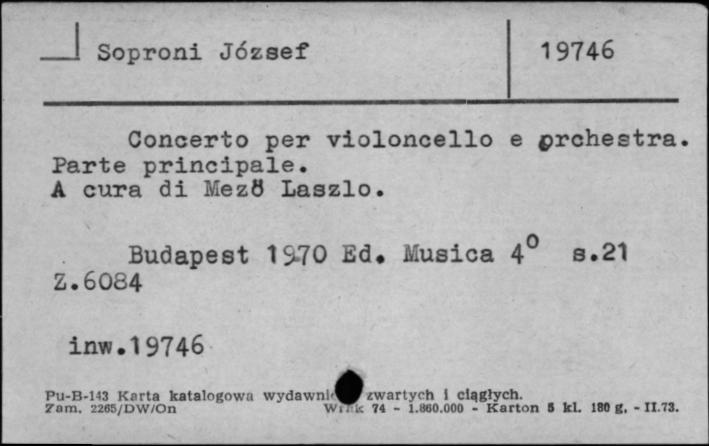 Soproni József 19746
Concerto per violoncello e orchestra.
Parte principale.
A cura di Mező Laszlo.
Budapest 1970 Ed. Musica 4° s.21
Z.6084
inw.19746
Pu-B-143 Karta katalogowa zwartych i ciągłych.
Zam. 2265/DW/On 74 - 1.860.000 - Karton 5 kl. 180 g. - II.73.